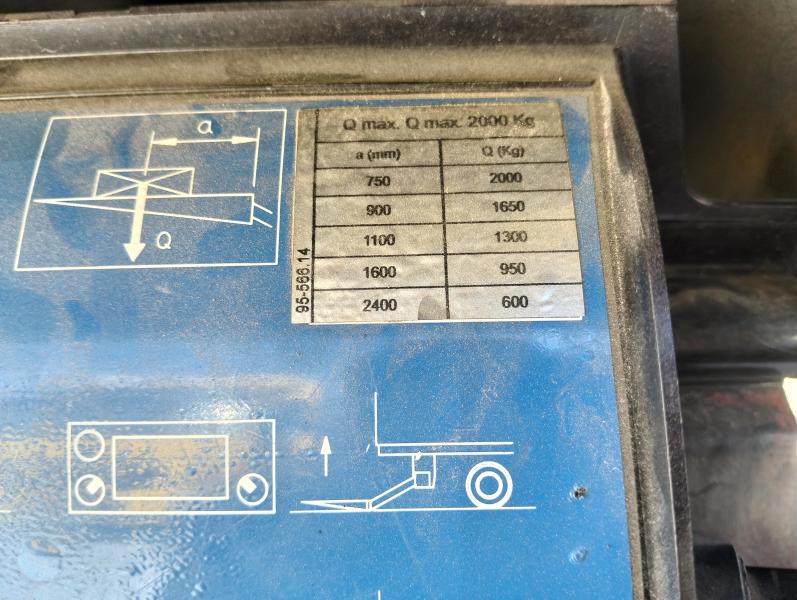 a
Q
Q max. Q max. 2000 Kg
a (mm) Q (Kg)
750 2000
900 1650
1100 1300
1600 950
2400 600
95-566.14